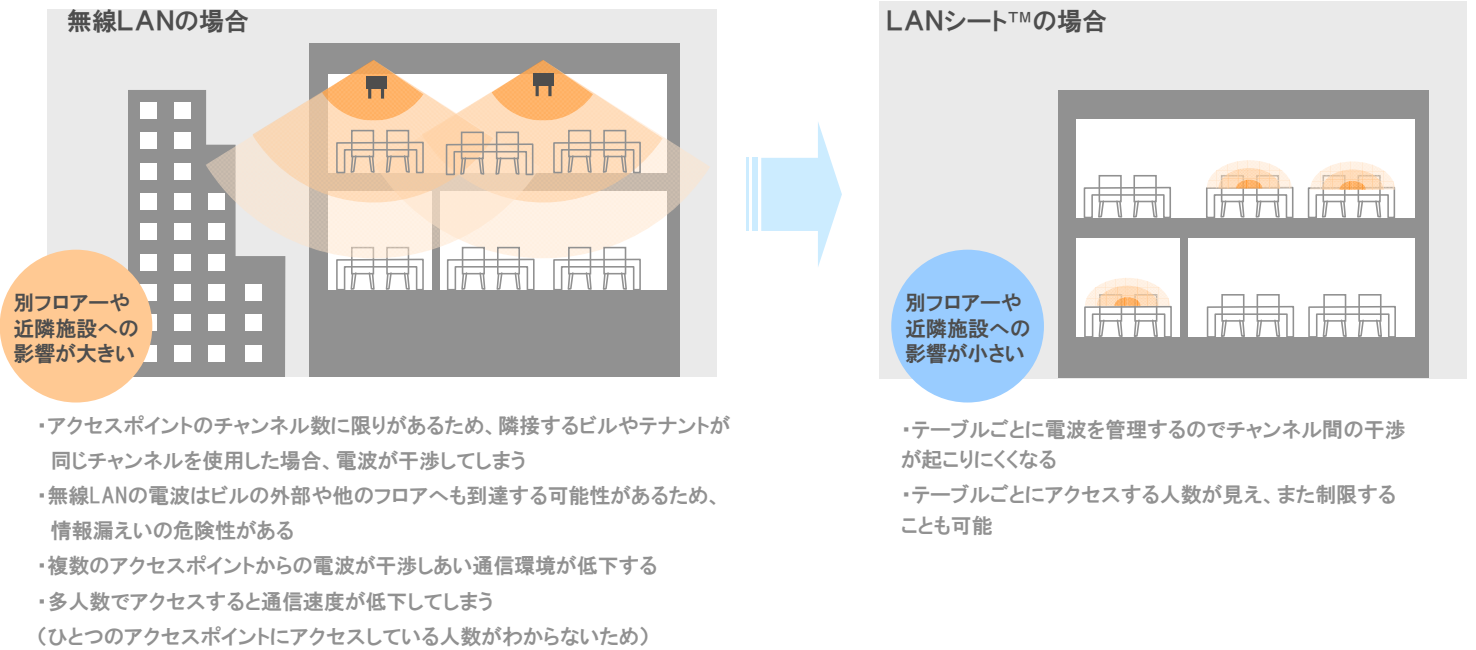 無線LANの場合
別フロアーや
近隣施設への
影響が大きい
・アクセスポイントのチャンネル数に限りがあるため、隣接するビルやテナントが
同じチャンネルを使用した場合、電波が干渉してしまう
・無線LANの電波はビルの外部や他のフロアへも到達する可能性があるため、
情報漏えいの危険性がある
・複数のアクセスポイントからの電波が干渉しあい通信環境が低下する
・多人数でアクセスすると通信速度が低下してしまう
（ひとつのアクセスポイントにアクセスしている人数がわからないため）
LANシート™の場合
別フロアーや
近隣施設への
影響が小さい
・テーブルごとに電波を管理するのでチャンネル間の干渉
が起こりにくくなる
・テーブルごとにアクセスする人数が見え、また制限する
ことも可能